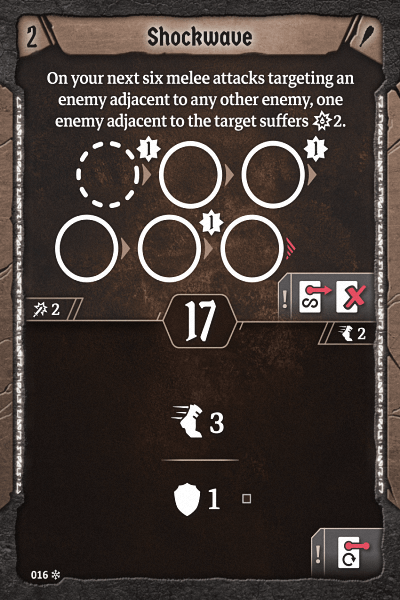 2
Shockwave
On your next six melee attacks targeting an
enemy adjacent to any other enemy, one
enemy adjacent to the target suffers 2.
1
1
1
! S
2
17
2
3
1
!
016